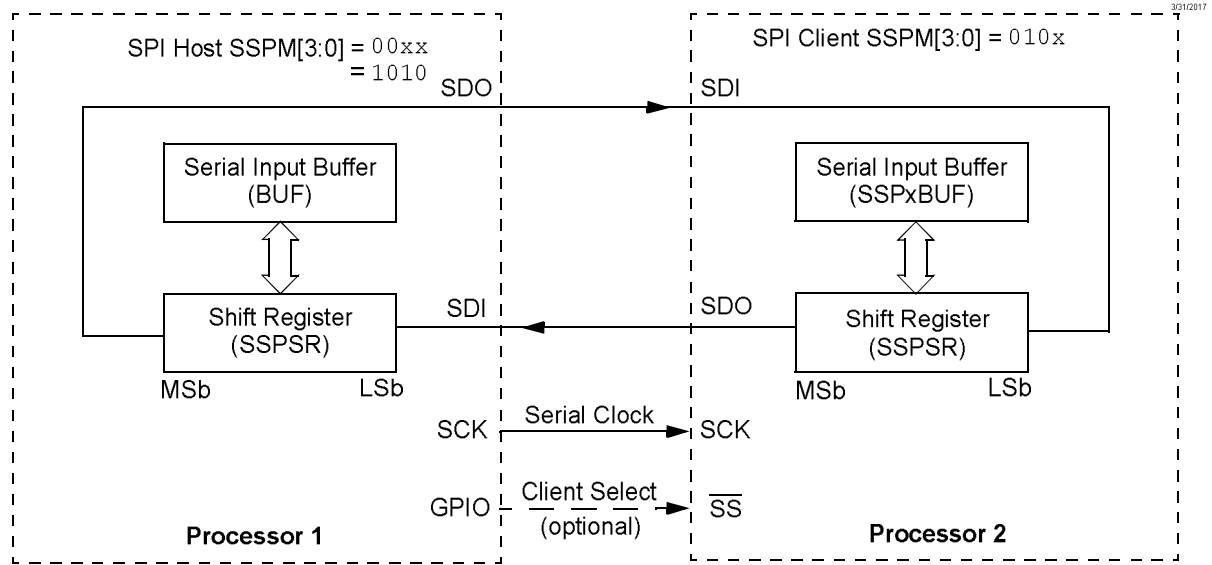 3/31/2017
SPI Host SSPM[3:0] = 00xx
= 1010
SPI Client SSPM[3:0] = 010x
SDO
SDI
Serial Input Buffer
(BUF)
Serial Input Buffer
(SSPxBUF)
Shift Register
(SSPSR)
SDI
SDO
Shift Register
(SSPSR)
MSb
LSb
MSb
LSb
SCK
Serial Clock
SCK
GPIO
Client Select
(optional)
SS
Processor 1
Processor 2